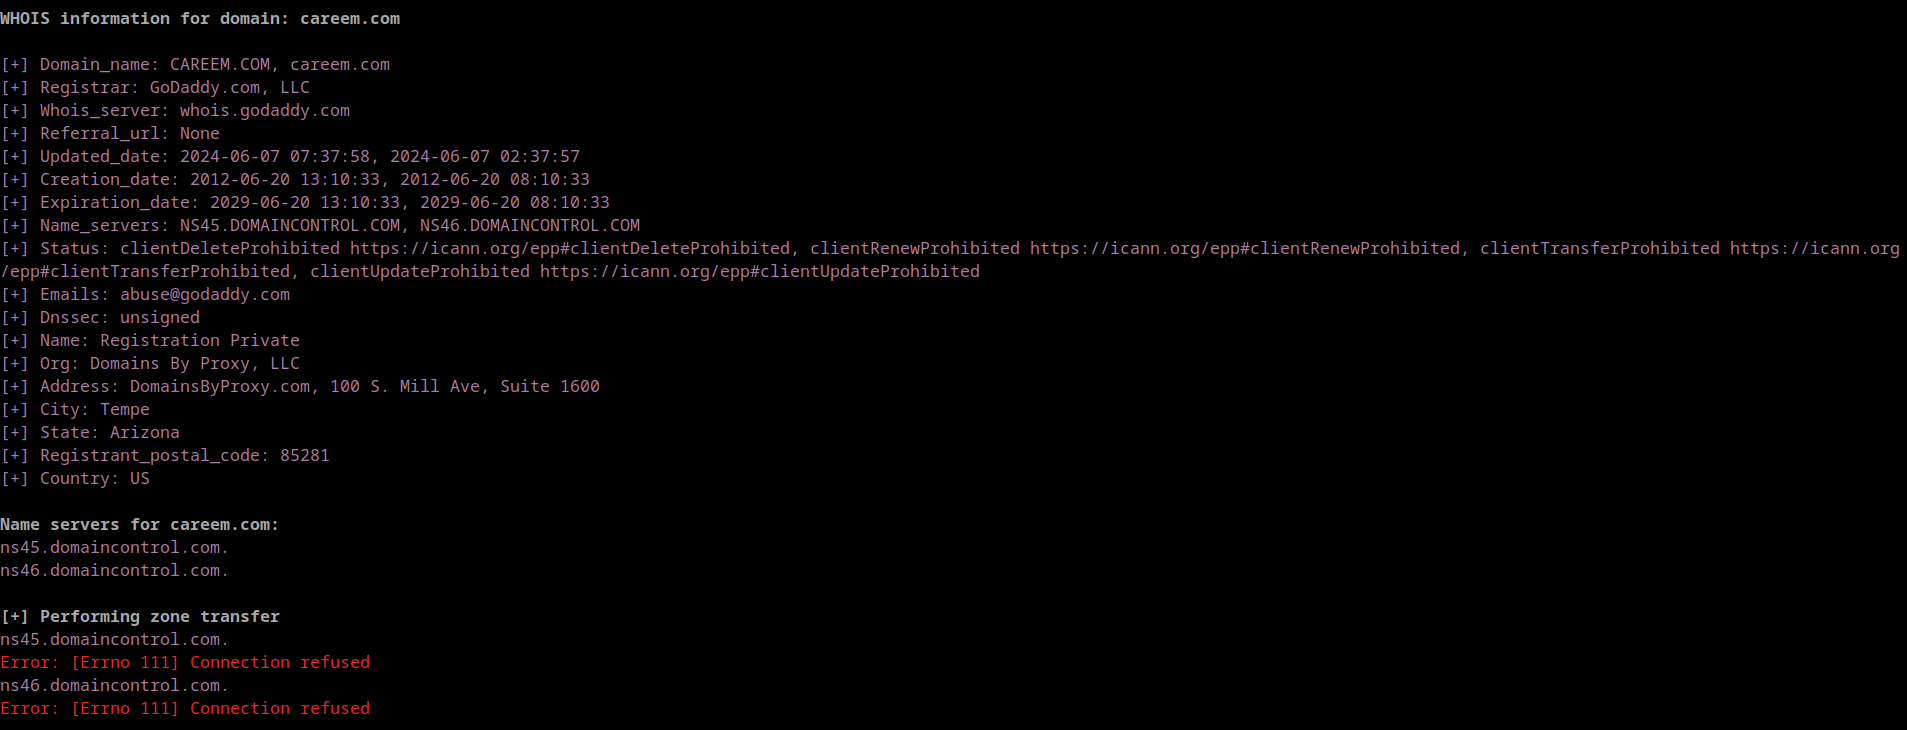 WHOIS information for domain: careem.com
[+] Domain_name: CAREEM.COM, careem.com
[+] Registrar: GoDaddy.com, LLC
[+] Whois_server: whois.godaddy.com
[+] Referral_url: None
[+] Updated_date: 2024-06-07 07:37:58, 2024-06-07 02:37:57
[+] Creation_date: 2012-06-20 13:10:33, 2012-06-20 08:10:33
[+] Expiration_date: 2029-06-20 13:10:33, 2029-06-20 08:10:33
[+] Name_servers: NS45.DOMAINCONTROL.COM, NS46.DOMAINCONTROL.COM
[+] Status: clientDeleteProhibited https://icann.org/epp#clientDeleteProhibited, clientRenewProhibited https://icann.org/epp#clientRenewProhibited, clientTransferProhibited https://icann.org
/epp#clientTransferProhibited, clientUpdateProhibited https://icann.org/epp#clientUpdateProhibited
[+] Emails: abuse@godaddy.com
[+] Dnssec: unsigned
[+] Name: Registration Private
[+] Org: Domains By Proxy, LLC
[+] Address: DomainsByProxy.com, 100 S. Mill Ave, Suite 1600
[+] City: Tempe
[+] State: Arizona
[+] Registrant_postal_code: 85281
[+] Country: US
Name servers for careem.com:
ns45.domaincontrol.com.
ns46.domaincontrol.com.
[+] Performing zone transfer
ns45.domaincontrol.com.
Error: [Errno 111] Connection refused
ns46.domaincontrol.com.
Error: [Errno 111] Connection refused